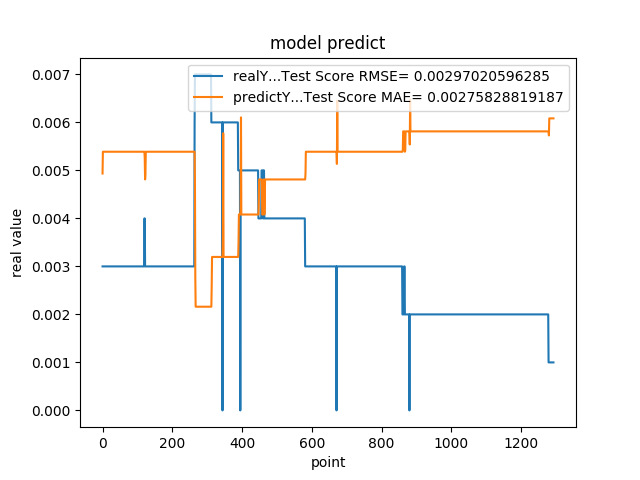 model predict
realY...Test Score RMSE= 0.00297020596285
predictY...Test Score MAE= 0.00275828819187
0.007
0.006
0.005
0.004
0.003
0.002
0.001
0.000
real value
0 200 400 600 800 1000 1200
point